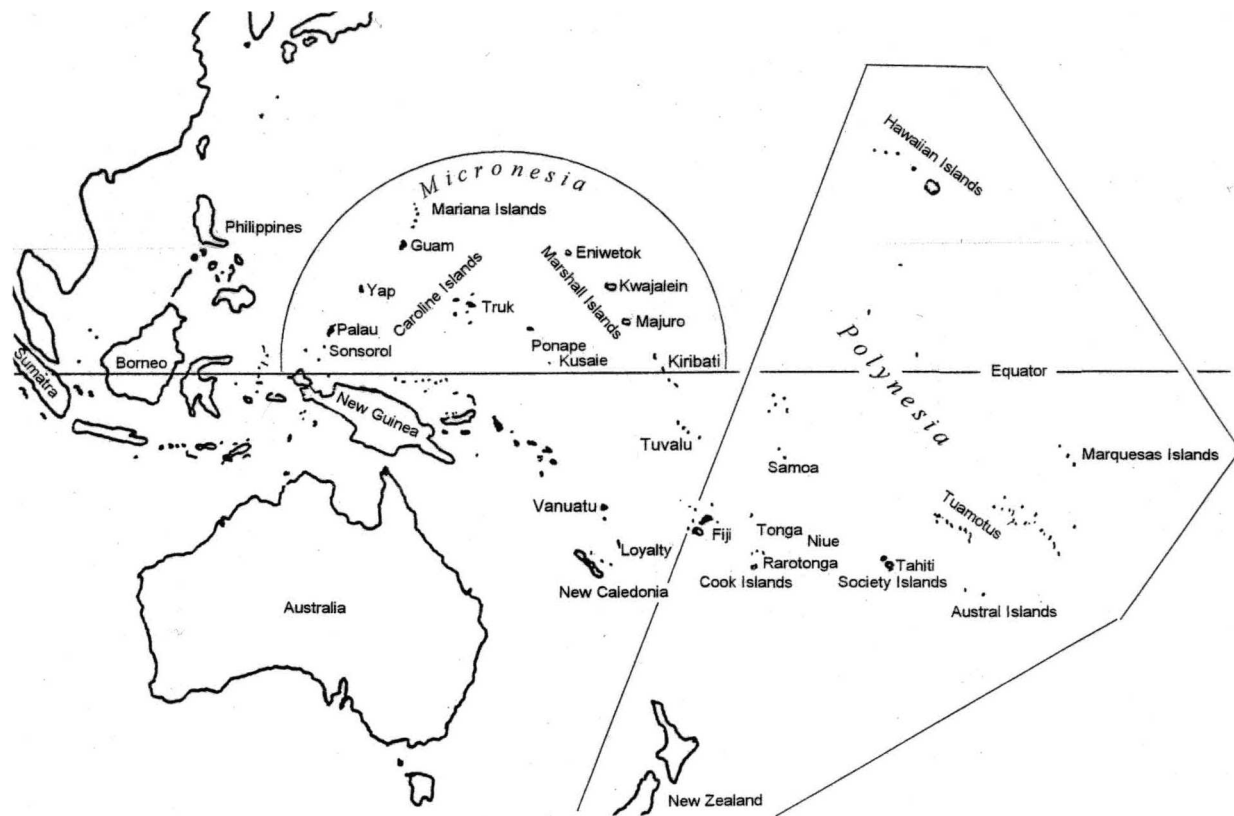 Hawaiian Islands
Micronesia
Mariana Islands
Philippines
Guam
Eniwetok
Caroline Islands
Marshall Islands
Yap
Kwajalein
Truk
Majuro
Palau
Polynesia
Ponape
Sonsorol
Kusaie
Kiribati
Borneo
Sumatra
Equator
New Guinea
Tuvalu
Samoa
Marquesas Islands
Vanuatu
Tuamotus
Fiji
Tonga
Niue
Loyalty
Rarotonga
Tahiti
New Caledonia
Cook Islands
Society Islands
Australia
Austral Islands
New Zealand